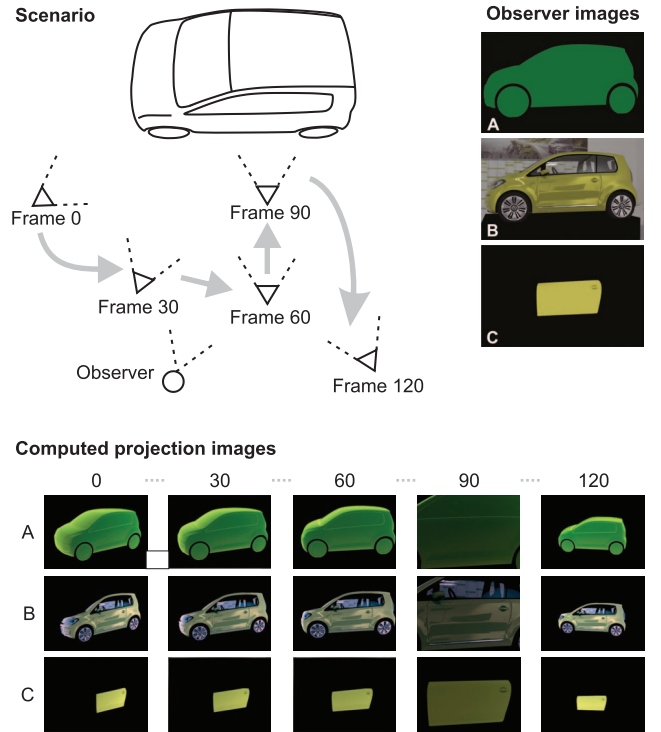 Scenario
Observer images
A
B
C
Frame 0
Frame 90
Frame 30
Frame 60
Observer
Frame 120
Computed projection images
0 30 60 90 120
A
B
C